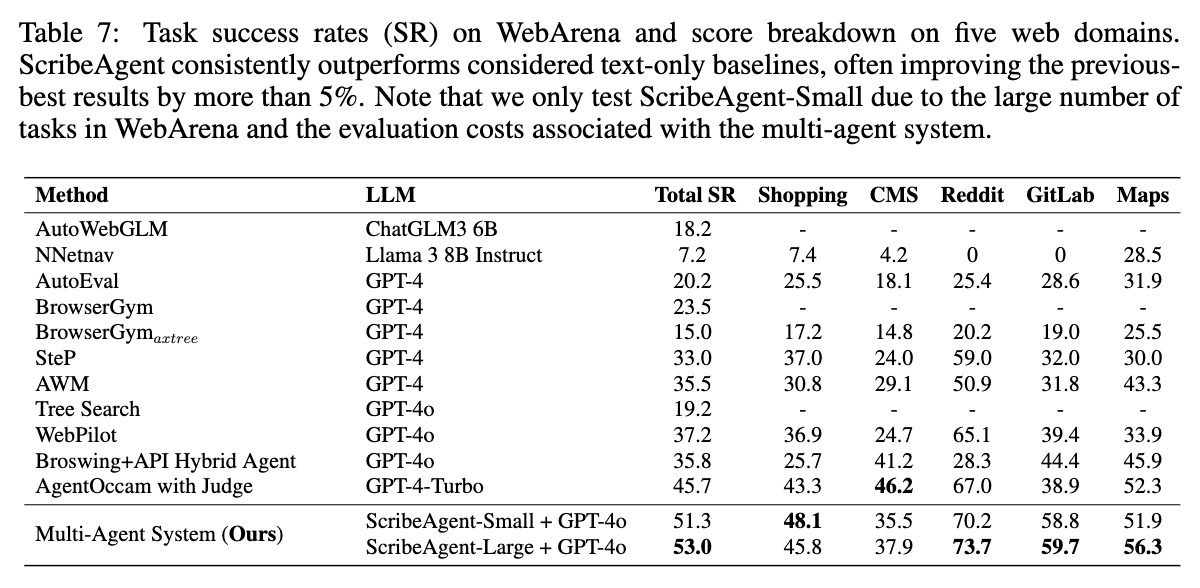 Table 7: Task success rates (SR) on WebArena and score breakdown on five web domains.
ScribeAgent consistently outperforms considered text-only baselines, often improving the previous-
best results by more than 5%. Note that we only test ScribeAgent-Small due to the large number of
tasks in WebArena and the evaluation costs associated with the multi-agent system.
Method LLM Total SR Shopping CMS Reddit GitLab Maps
AutoWebGLM ChatGLM3 6B 18.2 - - - - -
NNetnav Llama 3 8B Instruct 7.2 7.4 4.2 0 0 28.5
AutoEval GPT-4 20.2 25.5 18.1 25.4 28.6 31.9
BrowserGym GPT-4 23.5 - - - - -
BrowserGymaxtree GPT-4 15.0 17.2 14.8 20.2 19.0 25.5
SteP GPT-4 33.0 37.0 24.0 59.0 32.0 30.0
AWM GPT-4 35.5 30.8 29.1 50.9 31.8 43.3
Tree Search GPT-4o 19.2 - - - - -
WebPilot GPT-4o 37.2 36.9 24.7 65.1 39.4 33.9
Broswing+API Hybrid Agent GPT-4o 35.8 25.7 41.2 28.3 44.4 45.9
AgentOccam with Judge GPT-4-Turbo 45.7 43.3 46.2 67.0 38.9 52.3
Multi-Agent System (Ours)
ScribeAgent-Small + GPT-4o 51.3 48.1 35.5 70.2 58.8 51.9
ScribeAgent-Large + GPT-4o 53.0 45.8 37.9 73.7 59.7 56.3